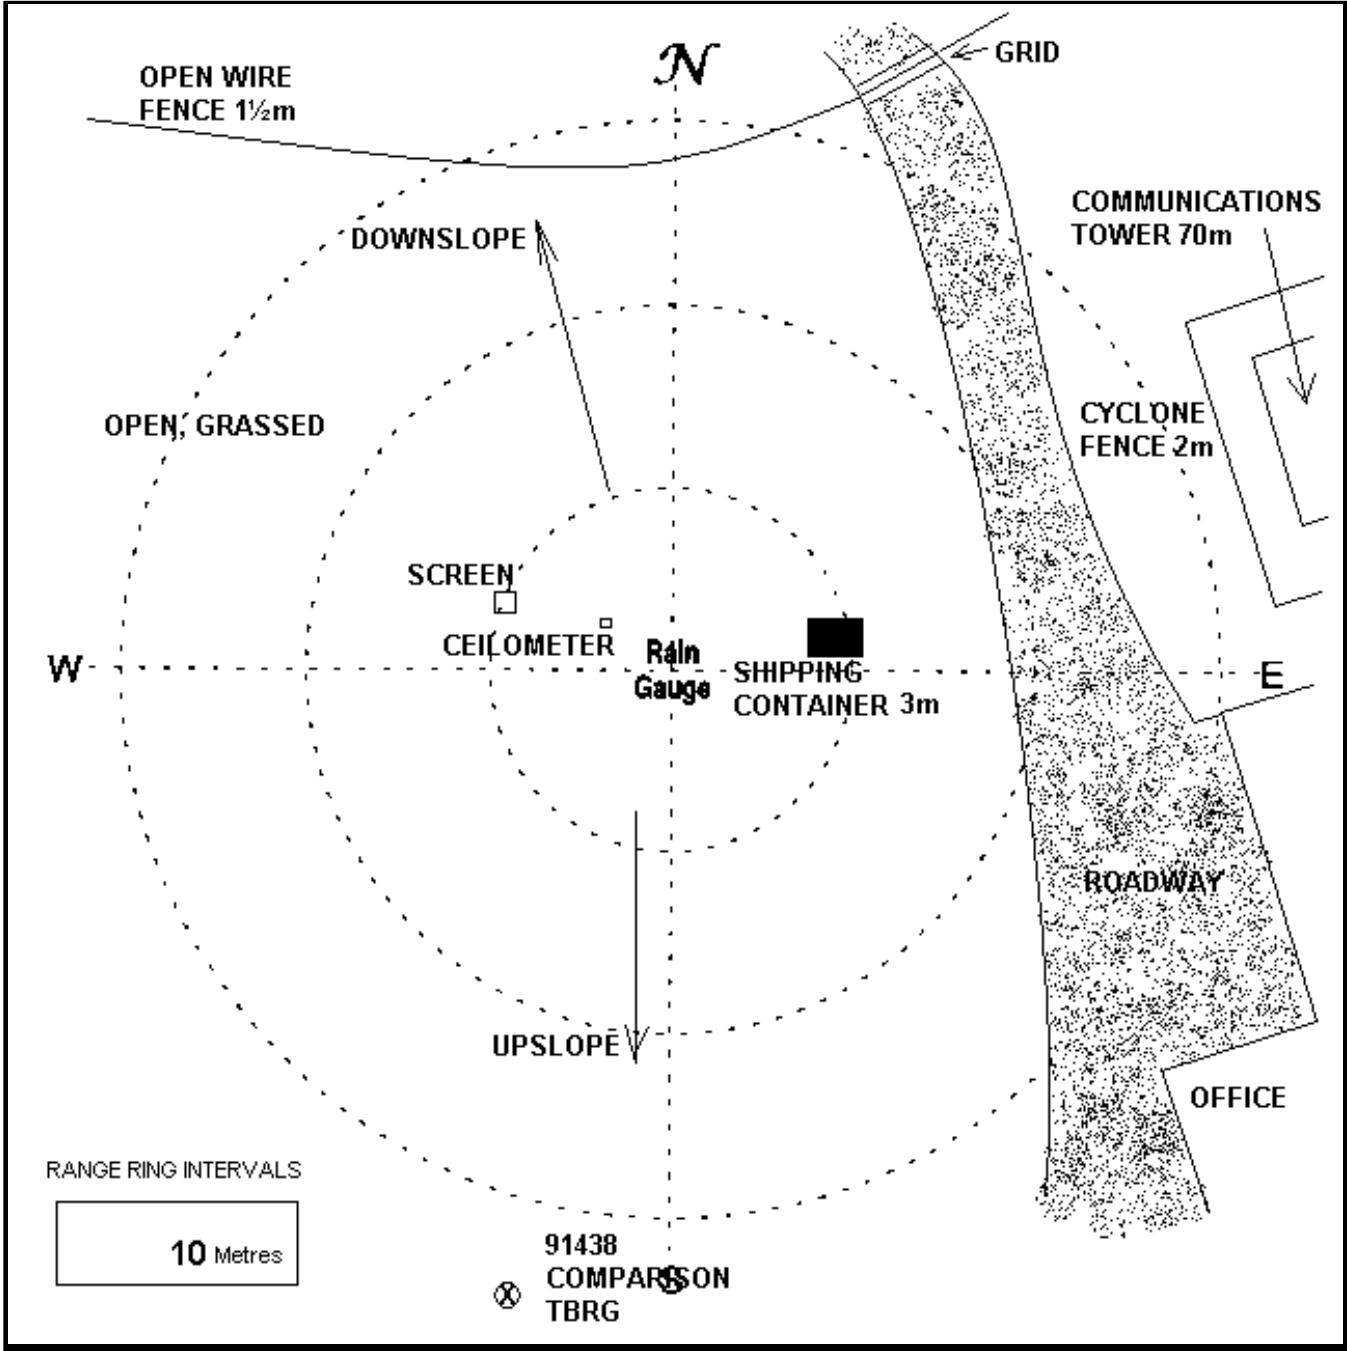 N
GRID
OPEN WIRE
FENCE 1½m
COMMUNICATIONS
TOWER 70m
DOWNSLOPE
OPEN, GRASSED
CYCLONE
FENCE 2m
SCREEN
CEILOMETER
Rain
Gauge
W
SHIPPING
CONTAINER 3m
E
ROADWAY
UPSLOPE
OFFICE
RANGE RING INTERVALS
10 Metres
91438
COMPARISON
TBRG
S
X